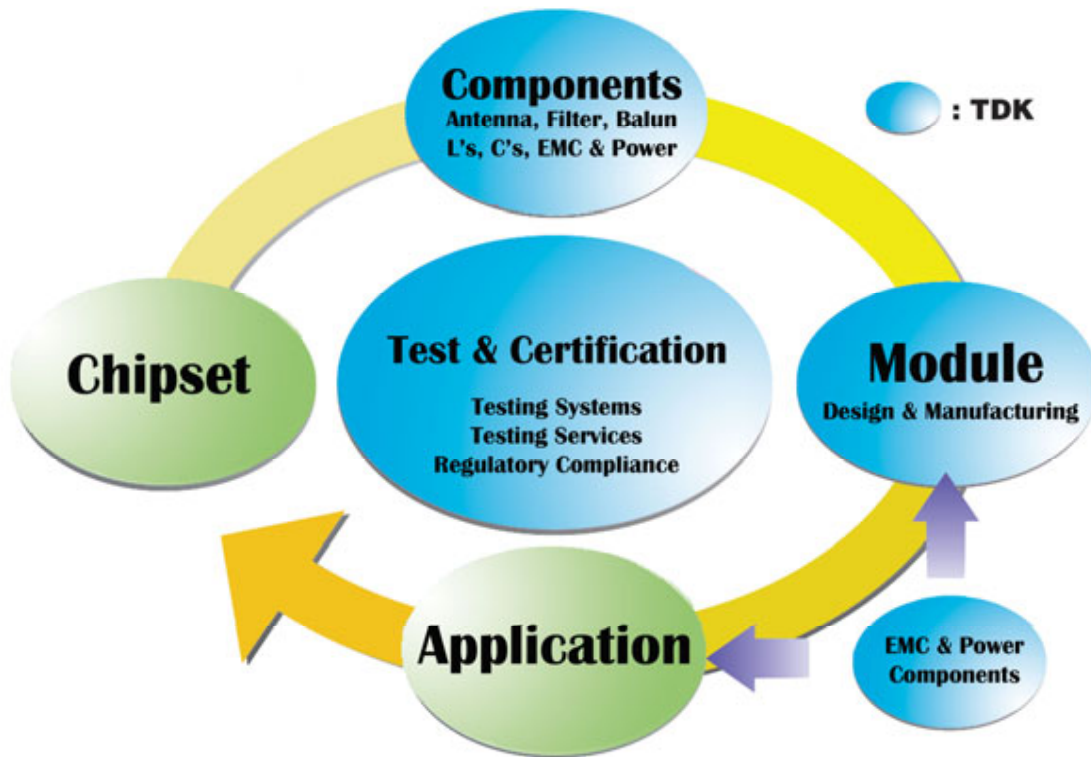 Components
Antenna, Filter, Balun
L's, C's, EMC & Power
: TDK
Chipset
Test & Certification
Testing Systems
Testing Services
Regulatory Compliance
Module
Design & Manufacturing
Application
EMC & Power
Components